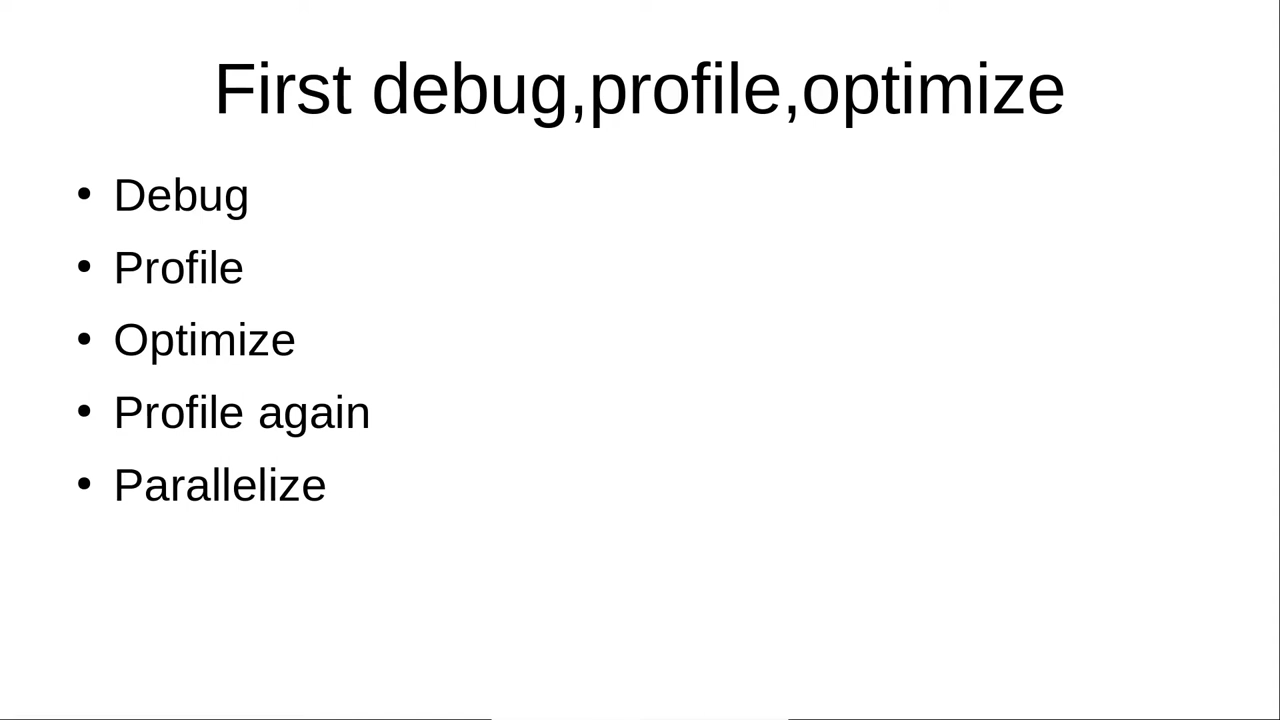 First debug,profile,optimize
• Debug
• Profile
• Optimize
• Profile again
• Parallelize